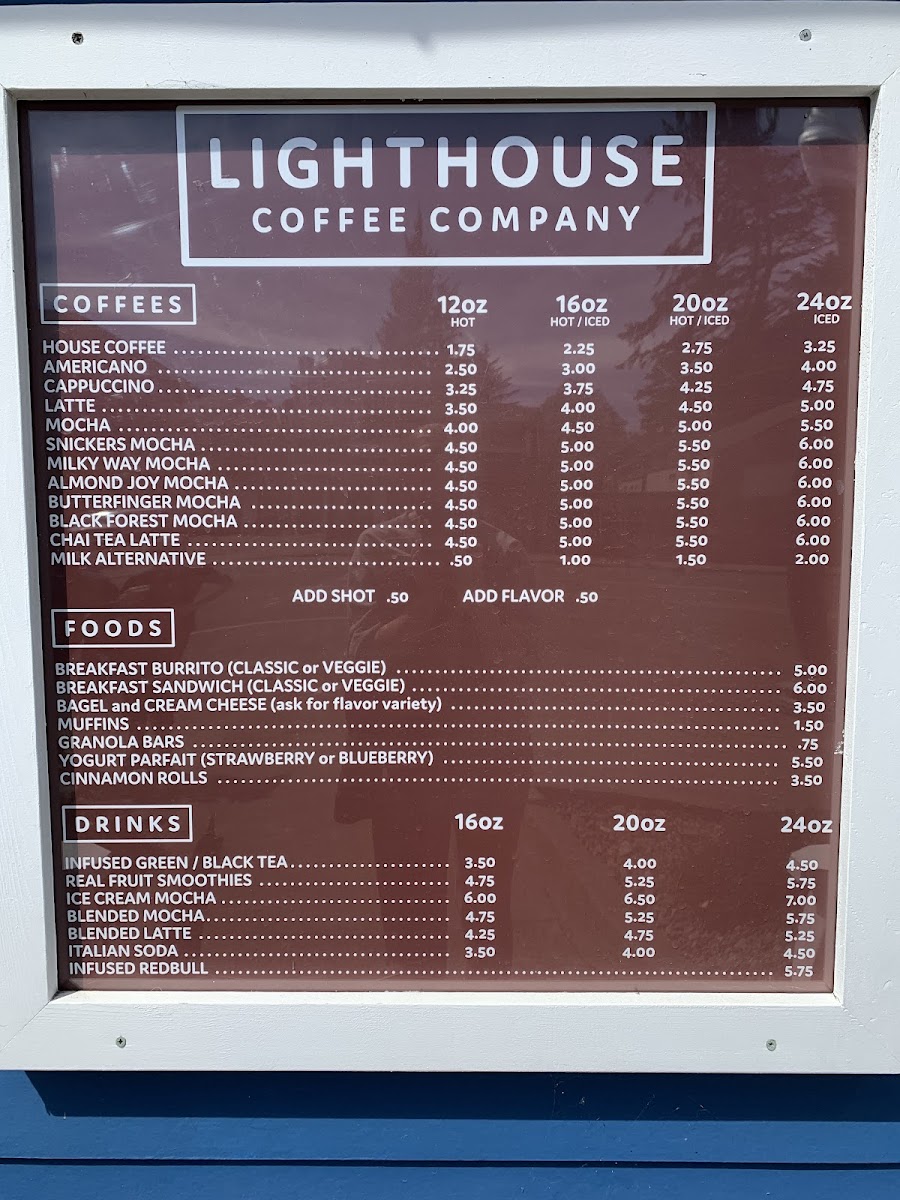 LIGHTHOUSE
COFFEE COMPANY
COFFEES 12oz 16oz 20oz 24oz
HOT HOT / ICED HOT / ICED ICED
HOUSE COFFEE 1.75 2.25 2.75 3.25
AMERICANO 2.50 3.00 3.50 4.00
CAPPUCCINO 3.25 3.75 4.25 4.75
LATTE 3.50 4.00 4.50 5.00
MOCHA 4.00 4.50 5.00 5.50
SNICKERS MOCHA 4.50 5.00 5.50 6.00
MILKY WAY MOCHA 4.50 5.00 5.50 6.00
ALMOND JOY MOCHA 4.50 5.00 5.50 6.00
BUTTERFINGER MOCHA 4.50 5.00 5.50 6.00
BLACK FOREST MOCHA 4.50 5.00 5.50 6.00
CHAI TEA LATTE 4.50 5.00 5.50 6.00
MILK ALTERNATIVE .50 1.00 1.50 2.00
ADD SHOT .50 ADD FLAVOR .50
FOODS
BREAKFAST BURRITO (CLASSIC or VEGGIE) 5.00
BREAKFAST SANDWICH (CLASSIC or VEGGIE) 6.00
BAGEL and CREAM CHEESE (ask for flavor variety) 3.50
MUFFINS 1.50
GRANOLA BARS .75
YOGURT PARFAIT (STRAWBERRY or BLUEBERRY) 5.50
CINNAMON ROLLS 3.50
DRINKS 16oz 20oz 24oz
INFUSED GREEN / BLACK TEA 3.50 4.00 4.50
REAL FRUIT SMOOTHIES 4.75 5.25 5.75
ICE CREAM MOCHA 6.00 6.50 7.00
BLENDED MOCHA 4.75 5.25 5.75
BLENDED LATTE 4.25 4.75 5.25
ITALIAN SODA 3.50 4.00 4.50
INFUSED REDBULL 5.75